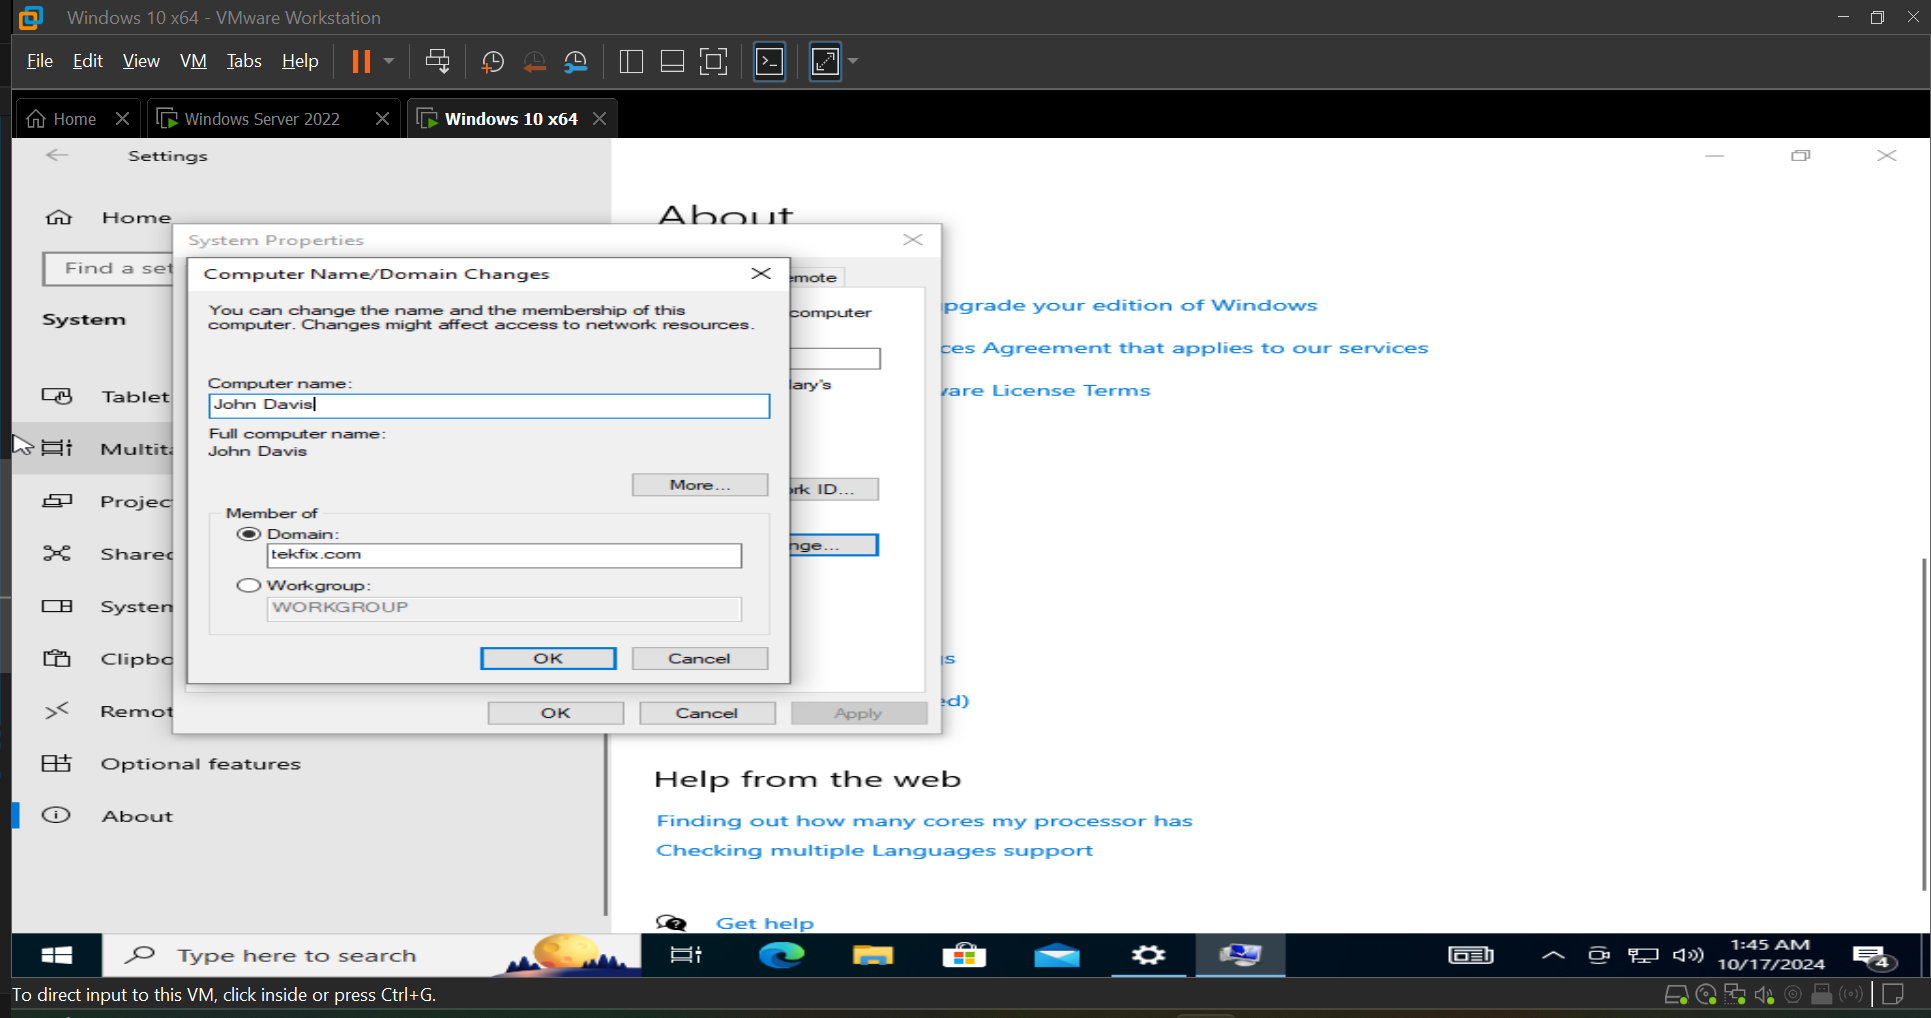 Windows 10 x64 - VMware Workstation
File Edit View VM Tabs Help
Home Windows Server 2022 Windows 10 x64
Settings
Home
Find a set
System
Tablet
Multita
Projec
Shared
System
Clipbo
Remot
Optional features
About
About
System Properties
emote
computer
lary's
rk ID...
nge...
OK Cancel Apply
Computer Name/Domain Changes
You can change the name and the membership of this
computer. Changes might affect access to network resources.
Computer name:
John Davis
Full computer name:
John Davis
More...
Member of
Domain:
tekfix.com
Workgroup:
WORKGROUP
OK Cancel
pgrade your edition of Windows
ces Agreement that applies to our services
are License Terms
s
ed)
Help from the web
Finding out how many cores my processor has
Checking multiple Languages support
Get help
Type here to search
1:45 AM
10/17/2024
4
To direct input to this VM, click inside or press Ctrl+G.